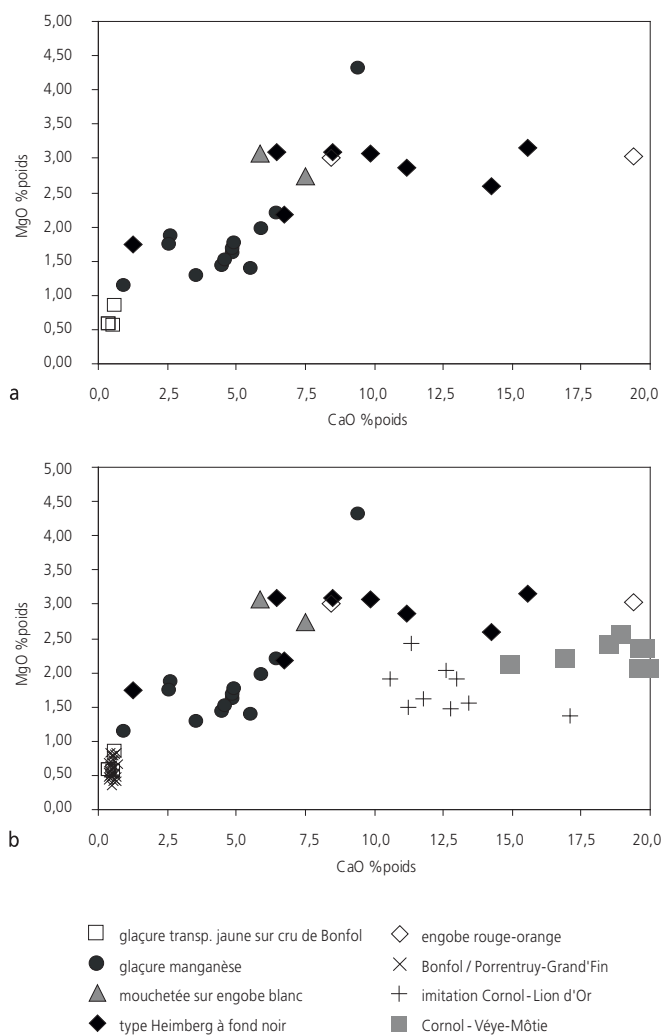 5,00
4,50
4,00
3,50
3,00
2,50
2,00
1,50
1,00
0,50
0,00
MgO %poids
0,0 2,5 5,0 7,5 10,0 12,5 15,0 17,5 20,0
a
CaO %poids
5,00
4,50
4,00
3,50
3,00
2,50
2,00
1,50
1,00
0,50
0,00
MgO %poids
0,0 2,5 5,0 7,5 10,0 12,5 15,0 17,5 20,0
b
CaO %poids
glaçure transp. jaune sur cru de Bonfol
glaçure manganèse
mouchetée sur engobe blanc
type Heimberg à fond noir
engobe rouge-orange
Bonfol / Porrentruy-Grand'Fin
imitation Cornol-Lion d'Or
Cornol - Véye-Môtie